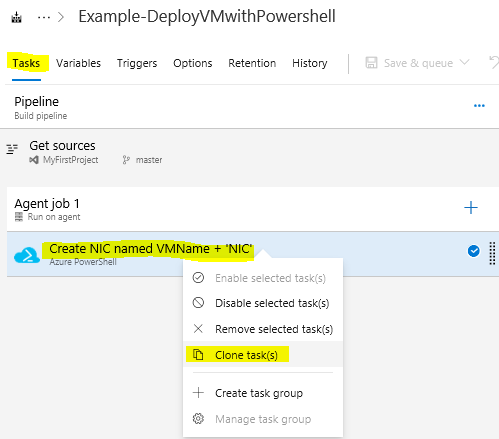 ··· > Example-DeployVMwithPowershell
Tasks Variables Triggers Options Retention History Save & queue
Pipeline
Build pipeline
Get sources
MyFirstProject master
Agent job 1
Run on agent
Create NIC named VMName + 'NIC'
Azure PowerShell
Enable selected task(s)
Disable selected task(s)
Remove selected task(s)
Clone task(s)
Create task group
Manage task group